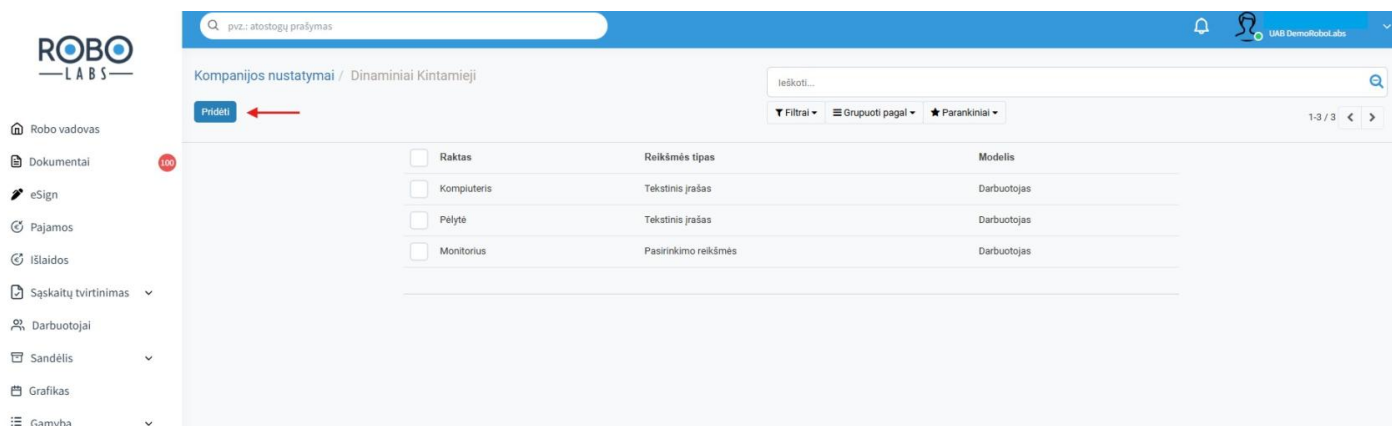 pvz.: atostogų prašymas
UAB DemoRoboLabs
ROBO
LABS
Kompanijos nustatymai / Dinaminiai Kintamieji
Ieškoti...
Pridėti
Filtrai
Grupuoti pagal
Parankiniai
1-3 / 3
Robo vadovas
Dokumentai 100
eSign
Pajamos
Išlaidos
Sąskaitų tvirtinimas
Darbuotojai
Sandėlis
Grafikas
Gamyba
Raktas Reikšmės tipas Modelis
Kompiuteris Tekstinis įrašas Darbuotojas
Pėlytė Tekstinis įrašas Darbuotojas
Monitorius Pasirinkimo reikšmės Darbuotojas